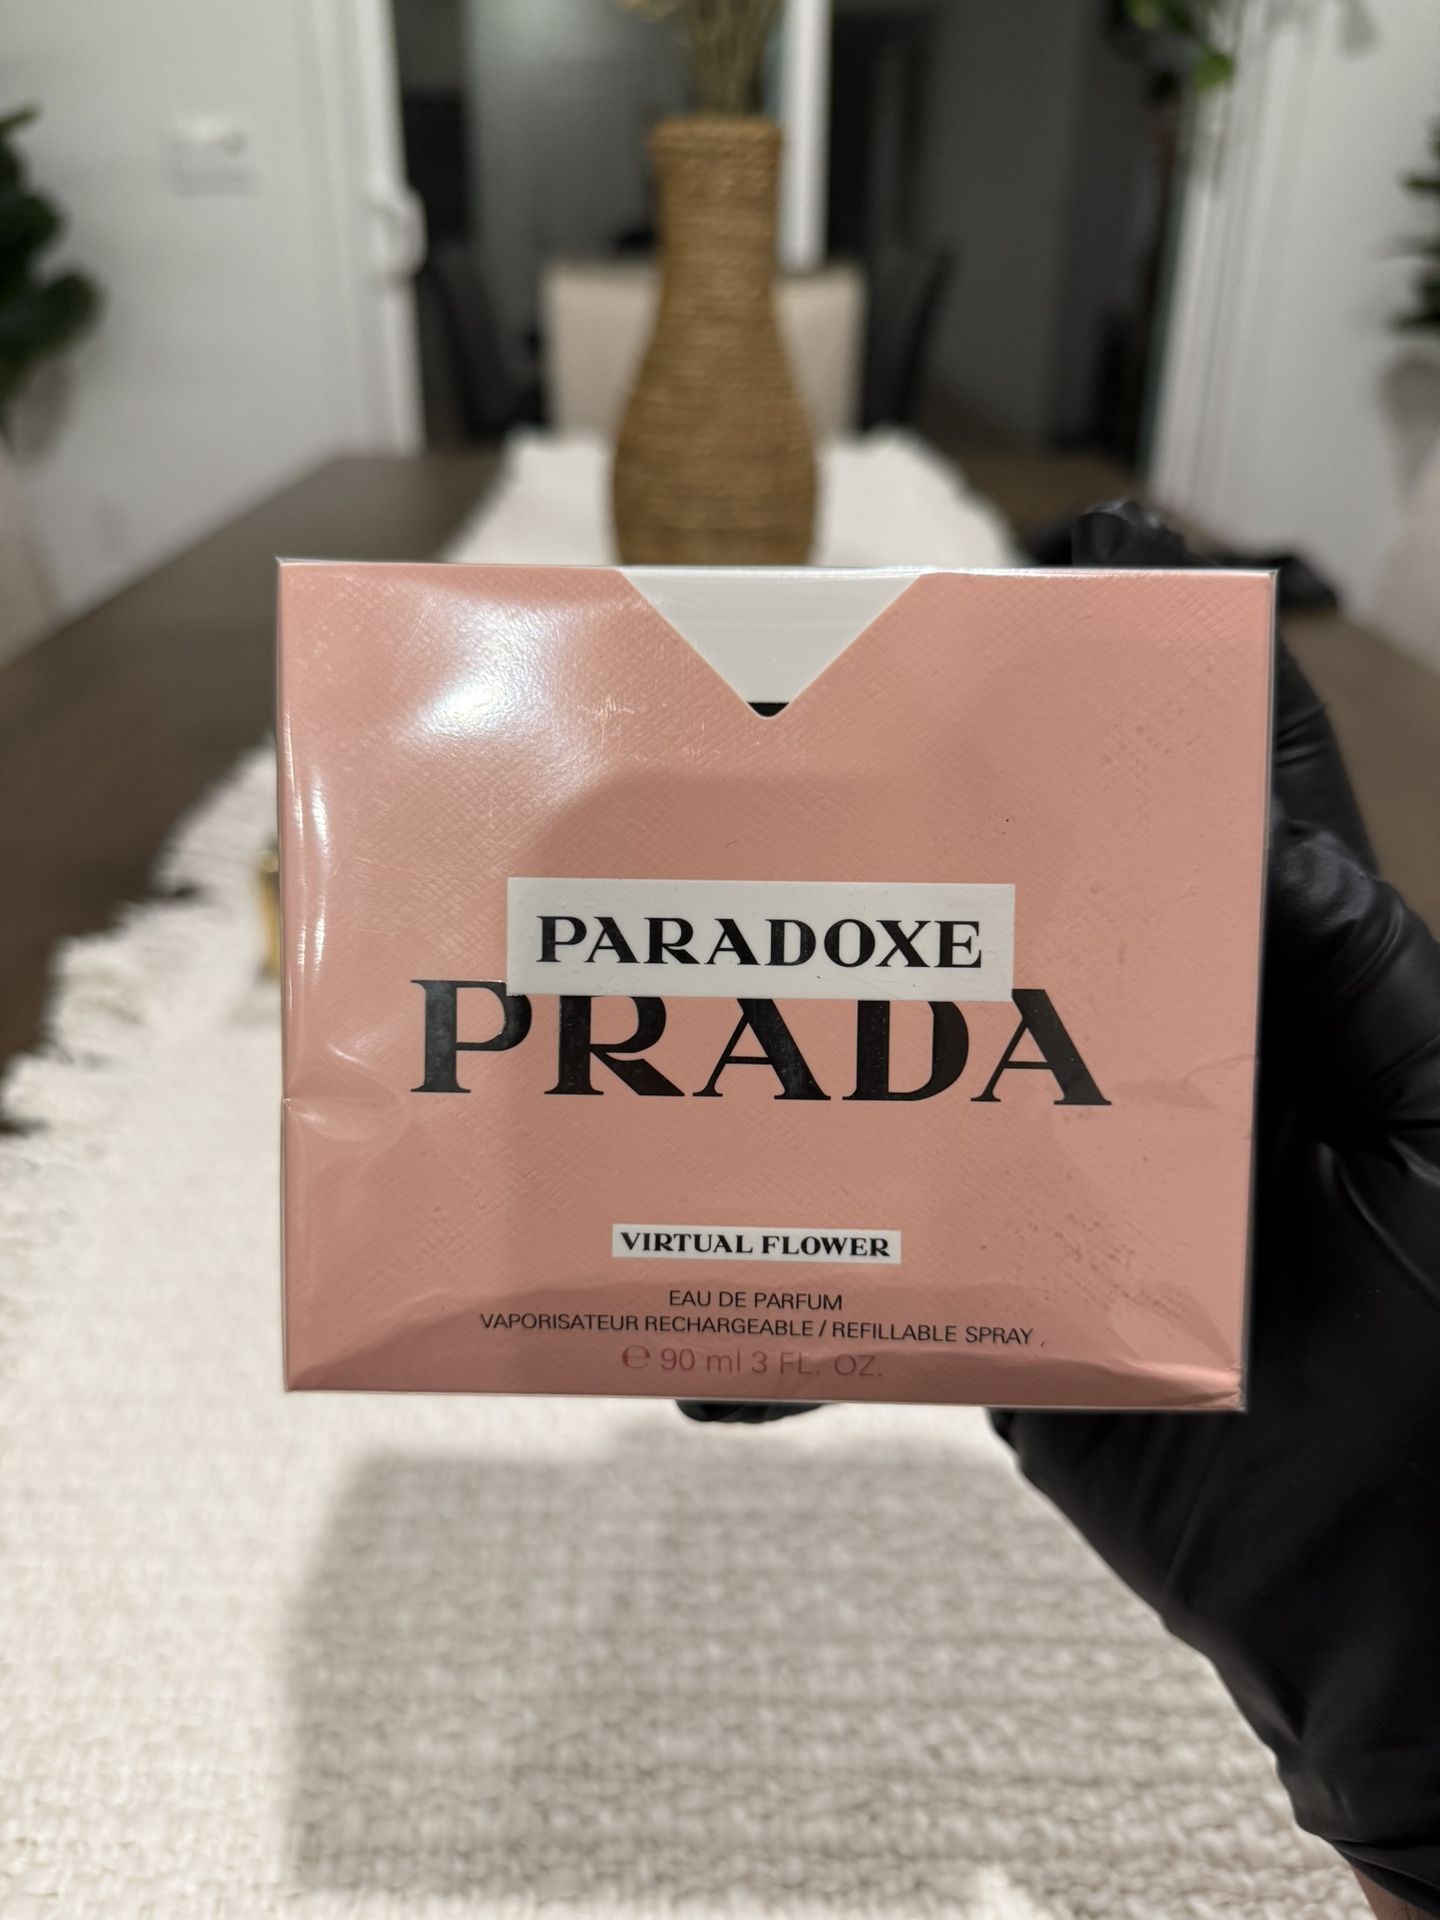 PARADOXE
PRADA
VIRTUAL FLOWER
EAU DE PARFUM
VAPORISATEUR RECHARGEABLE / REFILLABLE SPRAY
℮ 90 ml 3 FL. OZ.